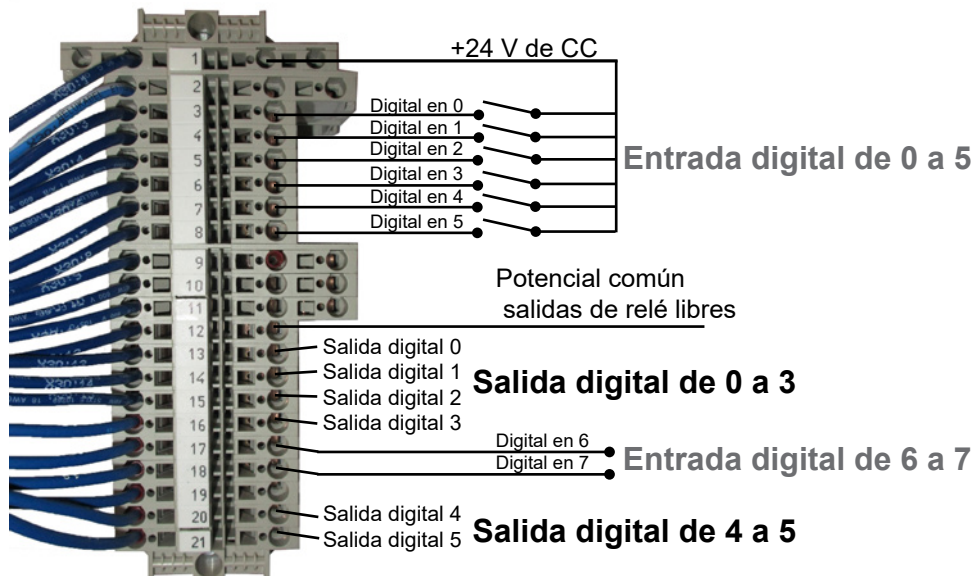 +24 V de CC
1
2
Digital en 0
3
Digital en 1
4
Digital en 2
5
Entrada digital de 0 a 5
Digital en 3
6
Digital en 4
7
Digital en 5
8
9
Potencial común
10
salidas de relé libres
11
12
Salida digital 0
13
Salida digital 1
14
Salida digital de 0 a 3
Salida digital 2
15
Salida digital 3
16
Digital en 6
17
Digital en 7
Entrada digital de 6 a 7
18
19
Salida digital 4
20
Salida digital 5
Salida digital de 4 a 5
21